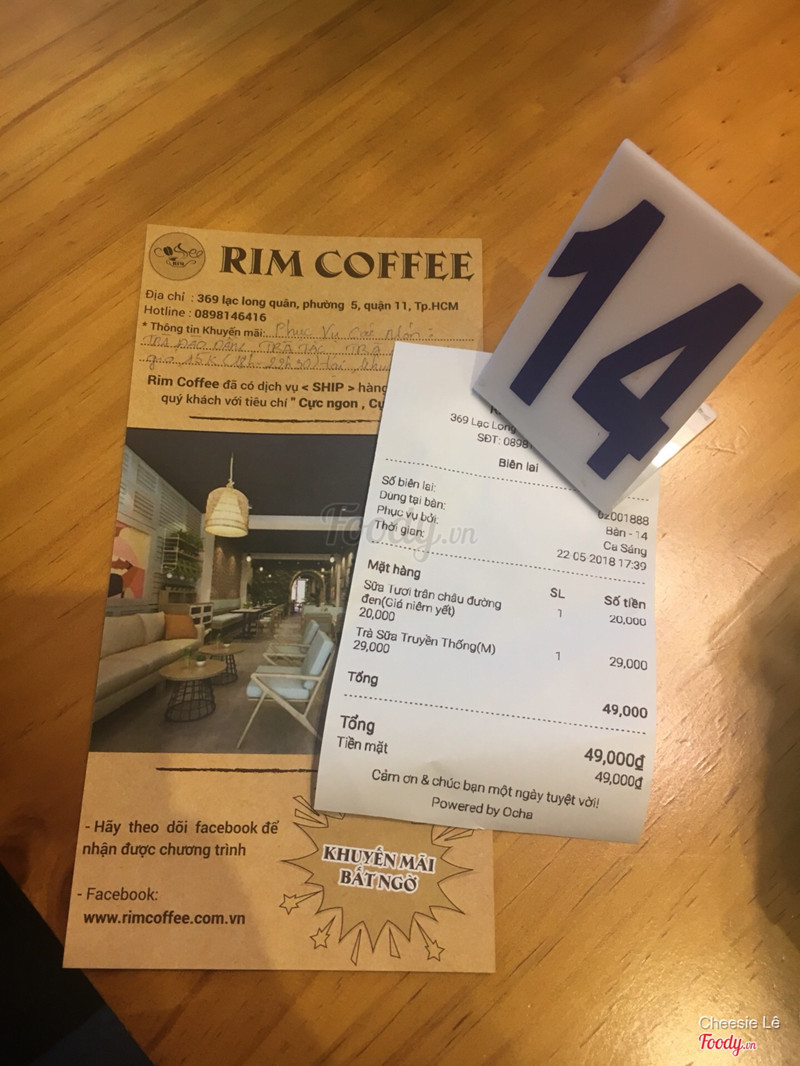 RIM COFFEE
Địa chỉ : 369 lạc long quân, phường 5, quận 11, Tp.HCM
Hotline : 0898146416
* Thông tin Khuyến mãi: Phục vụ
Rim Coffee đã có dịch vụ < SHIP > hàng
quý khách với tiêu chí " Cực ngon , Cự
- Hãy theo dõi facebook để
nhận được chương trình
- Facebook:
www.rimcoffee.com.vn
KHUYẾN MÃI
BẤT NGỜ
14
369 Lạc Long
SĐT: 0898
Biên lai
Số biên lai: 02001888
Dùng tại bàn: Bàn - 14
Phục vụ bởi: Ca Sáng
Thời gian: 22-05-2018 17:39
Mặt hàng SL Số tiền
Sữa Tươi trân châu đường
đen(Giá niêm yết) 1 20,000
20,000
Trà Sữa Truyền Thống(M) 1 29,000
29,000
Tổng 49,000
Tổng 49,000₫
Tiền mặt 49,000₫
Cảm ơn & chúc bạn một ngày tuyệt vời!
Powered by Ocha
Foody.vn
Cheesie Lê
Foody.vn